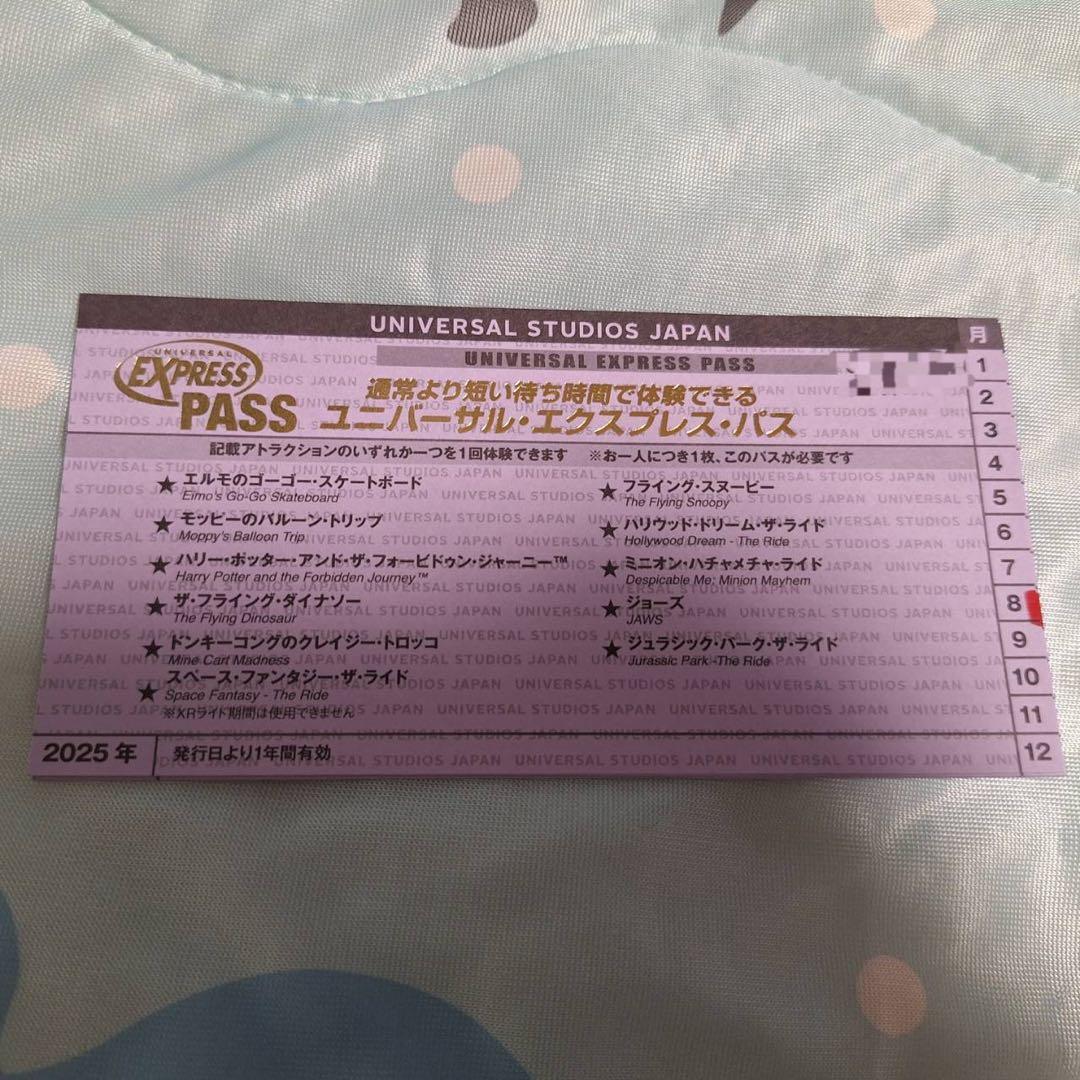 UNIVERSAL STUDIOS JAPAN
月
UNIVERSAL EXPRESS PASS
UNIVERSAL
EXPRESS
PASS
通常より短い待ち時間で体験できる
ユニバーサル・エクスプレス・パス
記載アトラクションのいずれか一つを1回体験できます ※お一人につき1枚、このパスが必要です
★エルモのゴーゴー・スケートボード
Elmo's Go-Go Skateboard
★モッピーのバルーン・トリップ
Moppy's Balloon Trip
★ハリー・ポッター・アンド・ザ・フォービドゥン・ジャーニー™
Harry Potter and the Forbidden Journey™
★ザ・フライング・ダイナソー
The Flying Dinosaur
★ドンキーコングのクレイジー・トロッコ
Mine Cart Madness
★スペース・ファンタジー・ザ・ライド
Space Fantasy - The Ride
※XRライド期間は使用できません
★フライング・スヌーピー
The Flying Snoopy
★ハリウッド・ドリーム・ザ・ライド
Hollywood Dream - The Ride
★ミニオン・ハチャメチャ・ライド
Despicable Me: Minion Mayhem
★ジョーズ
JAWS
★ジュラシック・パーク・ザ・ライド
Jurassic Park -The Ride
1
2
3
4
5
6
7
8
9
10
11
12
2025年
発行日より1年間有効